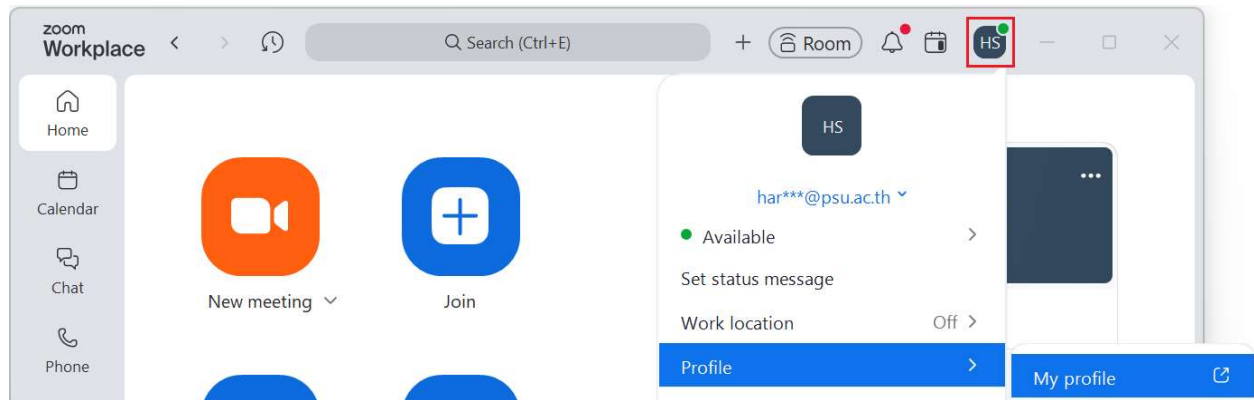 zoom
Workplace
Search (Ctrl+E)
Room
HS
Home
HS
har***@psu.ac.th
Calendar
Available
Set status message
Chat
New meeting
Join
Work location
Off
Phone
Profile
My profile